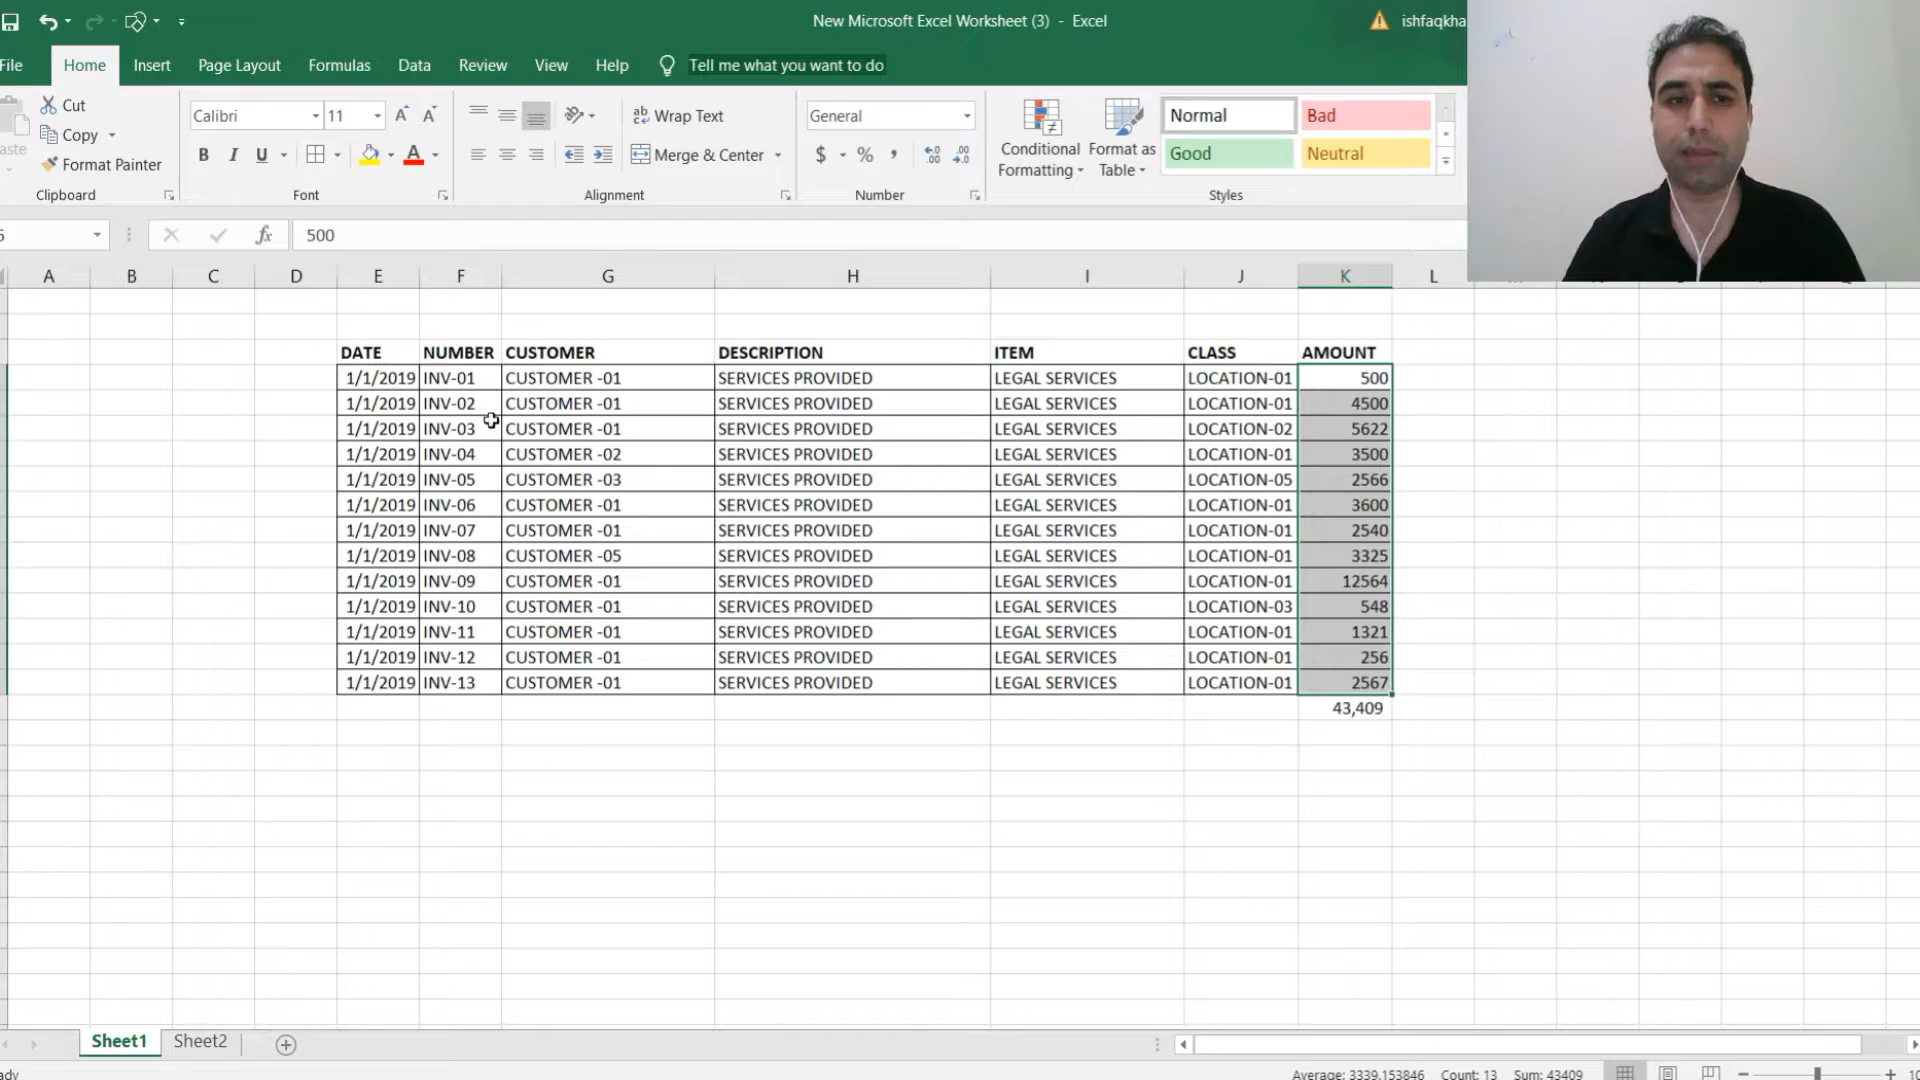 New Microsoft Excel Worksheet (3) - Excel
ishfaqkha
File Home Insert Page Layout Formulas Data Review View Help Tell me what you want to do
Cut
Copy
Format Painter
Clipboard
Calibri 11
B I U
Font
Wrap Text
Merge & Center
Alignment
General
$ % ,
Number
Conditional Formatting
Format as Table
Normal Bad
Good Neutral
Styles
fx 500
A B C D E F G H I J K L
DATE NUMBER CUSTOMER DESCRIPTION ITEM CLASS AMOUNT
1/1/2019 INV-01 CUSTOMER -01 SERVICES PROVIDED LEGAL SERVICES LOCATION-01 500
1/1/2019 INV-02 CUSTOMER -01 SERVICES PROVIDED LEGAL SERVICES LOCATION-01 4500
1/1/2019 INV-03 CUSTOMER -01 SERVICES PROVIDED LEGAL SERVICES LOCATION-02 5622
1/1/2019 INV-04 CUSTOMER -02 SERVICES PROVIDED LEGAL SERVICES LOCATION-01 3500
1/1/2019 INV-05 CUSTOMER -03 SERVICES PROVIDED LEGAL SERVICES LOCATION-05 2566
1/1/2019 INV-06 CUSTOMER -01 SERVICES PROVIDED LEGAL SERVICES LOCATION-01 3600
1/1/2019 INV-07 CUSTOMER -01 SERVICES PROVIDED LEGAL SERVICES LOCATION-01 2540
1/1/2019 INV-08 CUSTOMER -05 SERVICES PROVIDED LEGAL SERVICES LOCATION-01 3325
1/1/2019 INV-09 CUSTOMER -01 SERVICES PROVIDED LEGAL SERVICES LOCATION-01 12564
1/1/2019 INV-10 CUSTOMER -01 SERVICES PROVIDED LEGAL SERVICES LOCATION-03 548
1/1/2019 INV-11 CUSTOMER -01 SERVICES PROVIDED LEGAL SERVICES LOCATION-01 1321
1/1/2019 INV-12 CUSTOMER -01 SERVICES PROVIDED LEGAL SERVICES LOCATION-01 256
1/1/2019 INV-13 CUSTOMER -01 SERVICES PROVIDED LEGAL SERVICES LOCATION-01 2567
43,409
Sheet1 Sheet2
Average: 3339.153846 Count: 13 Sum: 43409